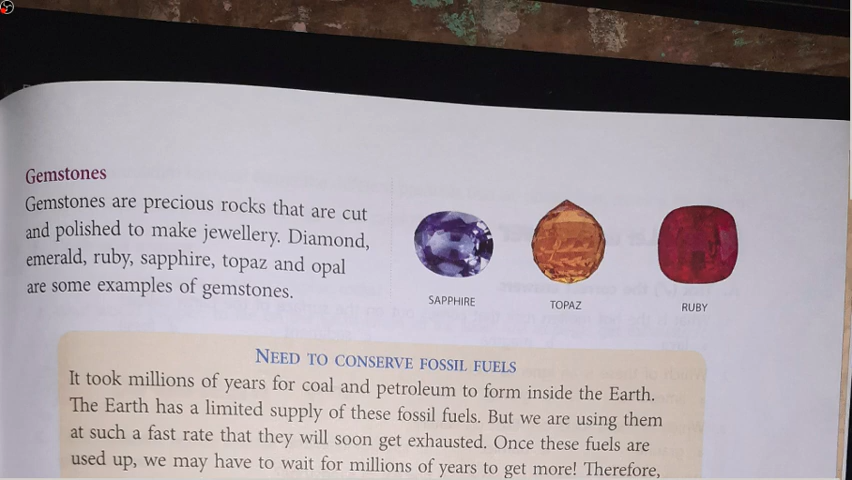 Gemstones
Gemstones are precious rocks that are cut
and polished to make jewellery. Diamond,
emerald, ruby, sapphire, topaz and opal
are some examples of gemstones.
SAPPHIRE
TOPAZ
RUBY
NEED TO CONSERVE FOSSIL FUELS
It took millions of years for coal and petroleum to form inside the Earth.
The Earth has a limited supply of these fossil fuels. But we are using them
at such a fast rate that they will soon get exhausted. Once these fuels are
used up, we may have to wait for millions of years to get more! Therefore,